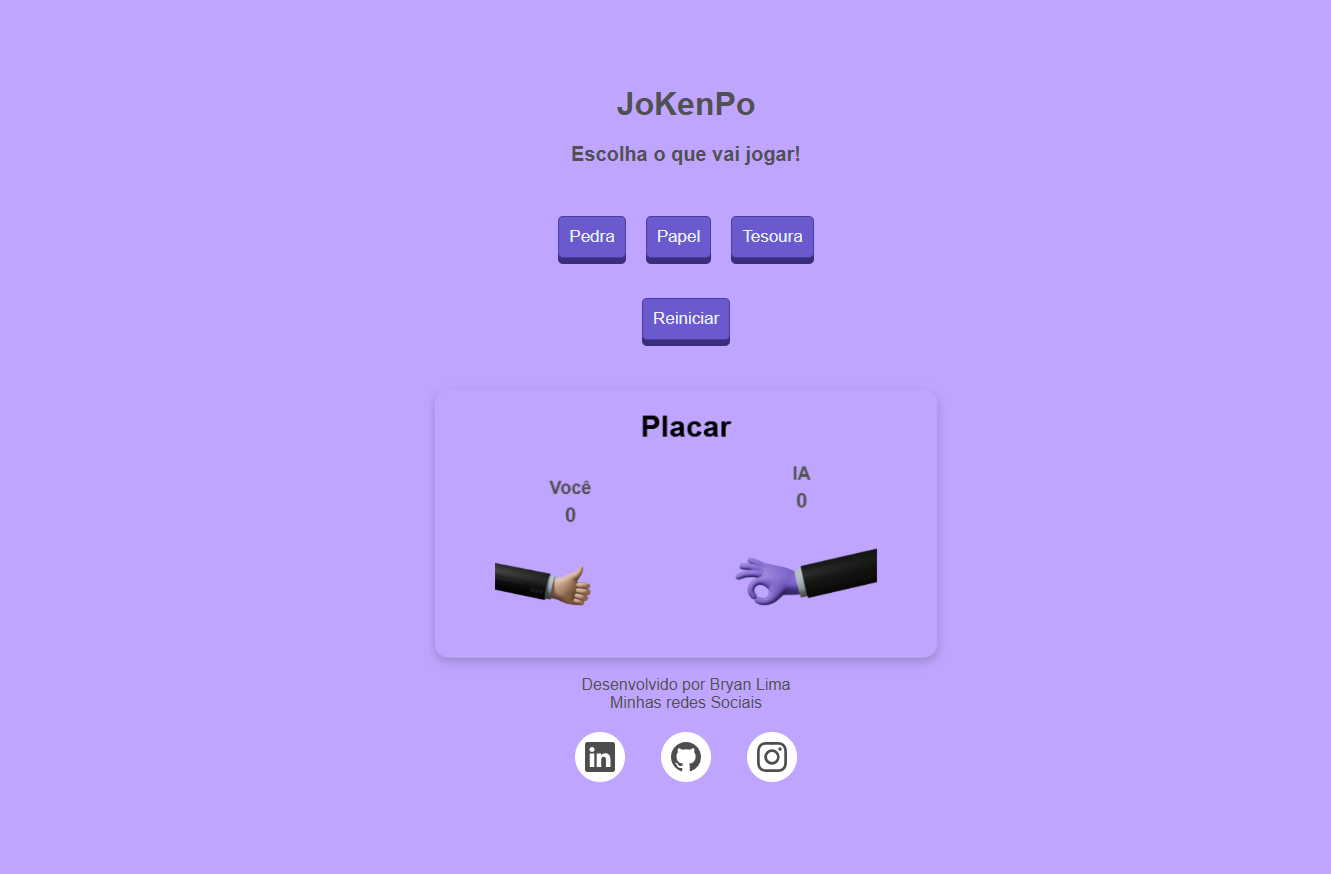 JoKenPo
Escolha o que vai jogar!
Pedra Papel Tesoura
Reiniciar
Placar
Você
0
IA
0
Desenvolvido por Bryan Lima
Minhas redes Sociais
in